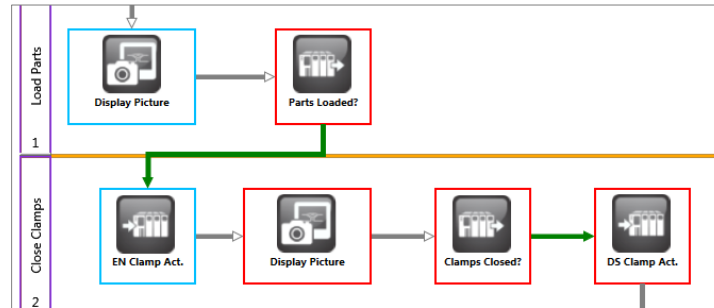 Load Parts
Display Picture
Parts Loaded?
1
Close Clamps
EN Clamp Act.
Display Picture
Clamps Closed?
DS Clamp Act.
2